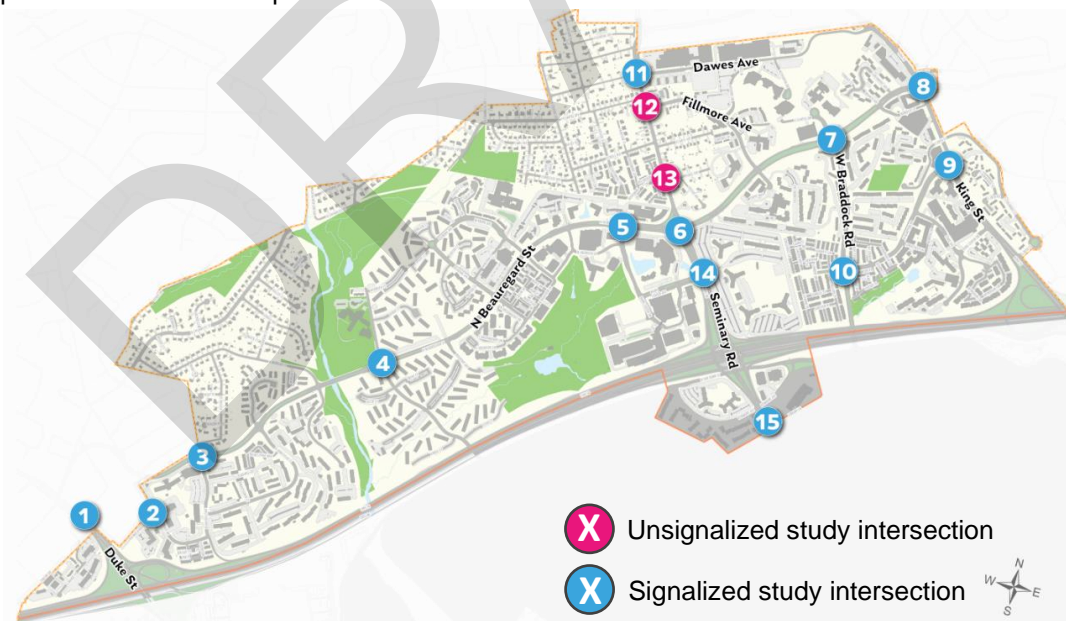 11
Dawes Ave
8
12
Fillmore Ave
7
9
13
King St
W Braddock Rd
5
6
N Beauregard St
10
14
Seminary Rd
4
15
3
1
2
Duke St
X Unsignalized study intersection
X Signalized study intersection
N
W
E
S